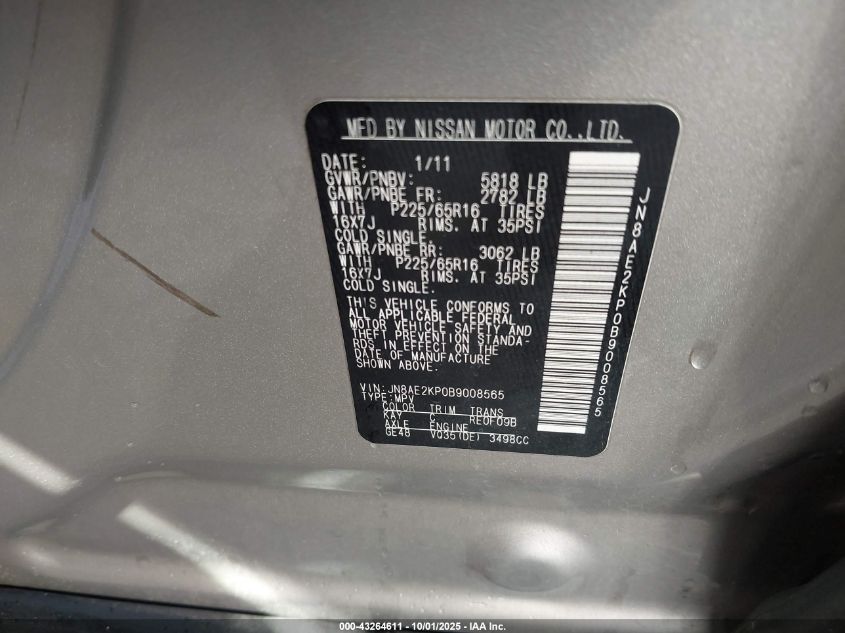 MFD BY NISSAN MOTOR CO.,LTD.
DATE: 1/11
GVWR/PNBV: 5818 LB
GAWR/PNBE FR: 2782 LB
WITH P225/65R16 TIRES
16X7J RIMS. AT 35PSI
COLD SINGLE.
GAWR/PNBE RR: 3062 LB
WITH P225/65R16 TIRES
16X7J RIMS. AT 35PSI
COLD SINGLE.
THIS VEHICLE CONFORMS TO
ALL APPLICABLE FEDERAL
MOTOR VEHICLE SAFETY AND
THEFT PREVENTION STANDA-
RDS IN EFFECT ON THE
DATE OF MANUFACTURE
SHOWN ABOVE.
VIN:JN8AE2KP0B9008565
TYPE:MPV
COLOR TRIM TRANS
KAY C RE0F09B
AXLE ENGINE
GE48 VQ35(DE) 3498CC
JN8AE2KP0B9008565
000-43264611 - 10/01/2025 - IAA Inc.